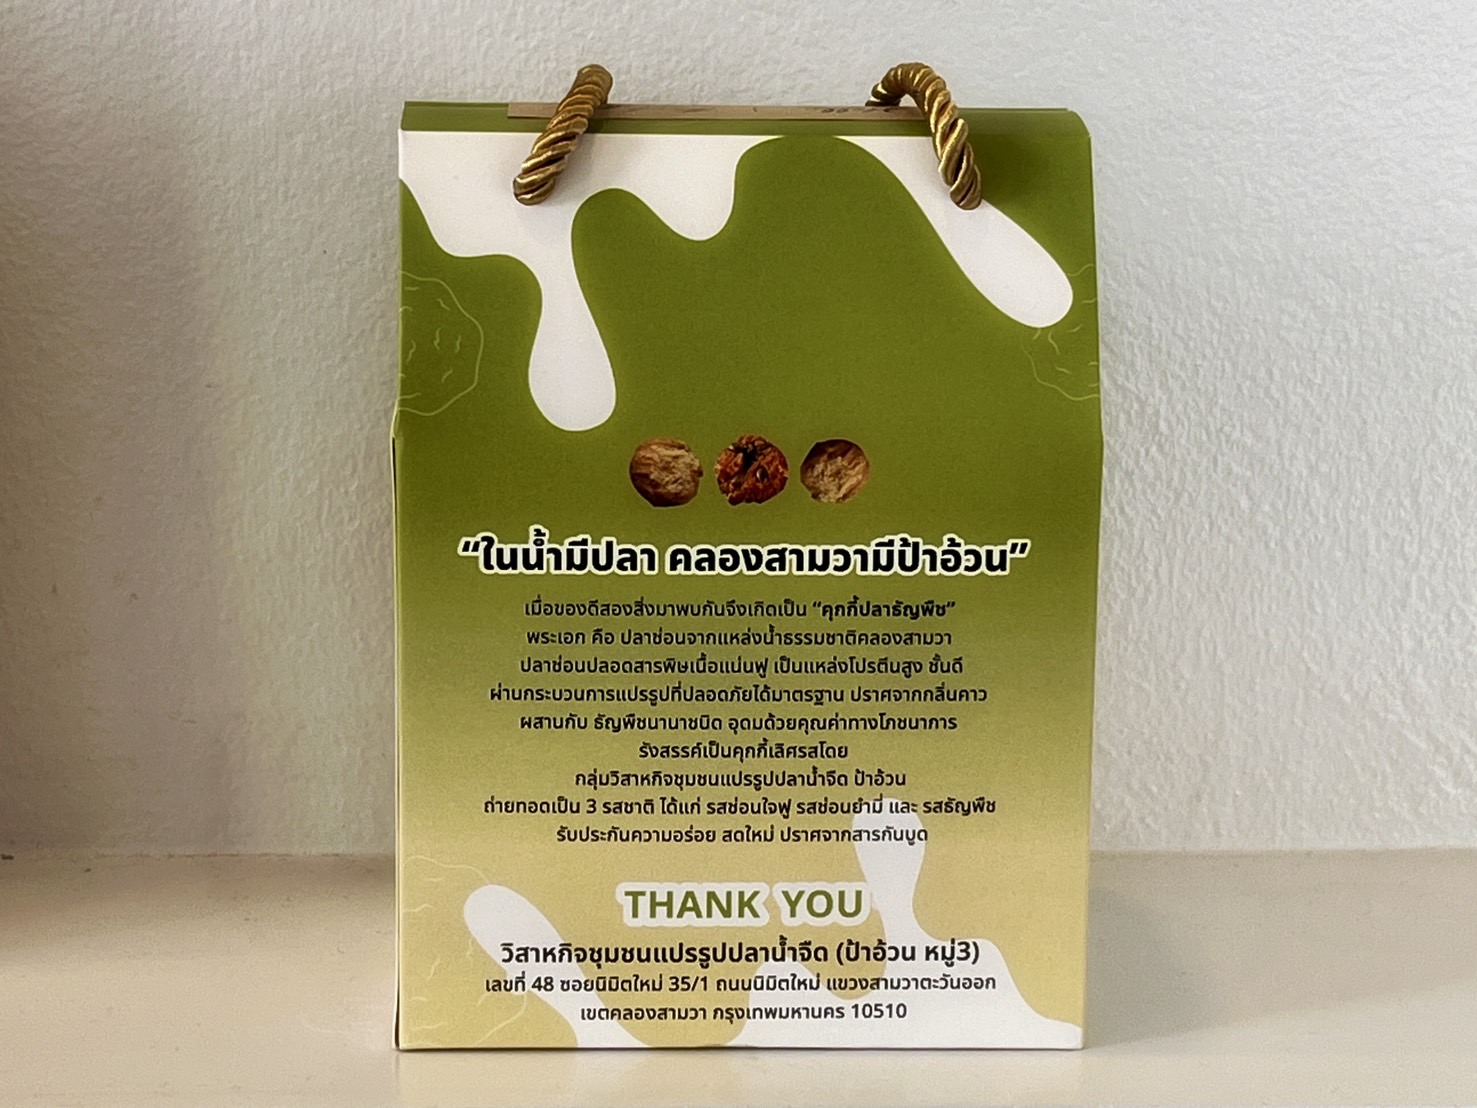 “ในน้ำมีปลา คลองสามวามีป้าอ้วน”
เมื่อของดีสองสิ่งมาพบกันจึงเกิดเป็น “คุกกี้ปลาธัญพืช”
พระเอก คือ ปลาช่อนจากแหล่งน้ำธรรมชาติคลองสามวา
ปลาช่อนปลอดสารพิษเนื้อแน่นฟู เป็นแหล่งโปรตีนสูง ชั้นดี
ผ่านกระบวนการแปรรูปที่ปลอดภัยได้มาตรฐาน ปราศจากกลิ่นคาว
ผสานกับ ธัญพืชนานาชนิด อุดมด้วยคุณค่าทางโภชนาการ
รังสรรค์เป็นคุกกี้เลิศรสโดย
กลุ่มวิสาหกิจชุมชนแปรรูปปลาน้ำจืด ป้าอ้วน
ถ่ายทอดเป็น 3 รสชาติ ได้แก่ รสช่อนใจฟู รสช่อนยำมี่ และ รสธัญพืช
รับประกันความอร่อย สดใหม่ ปราศจากสารกันบูด
THANK YOU
วิสาหกิจชุมชนแปรรูปปลาน้ำจืด (ป้าอ้วน หมู่3)
เลขที่ 48 ซอยนิมิตใหม่ 35/1 ถนนนิมิตใหม่ แขวงสามวาตะวันออก
เขตคลองสามวา กรุงเทพมหานคร 10510